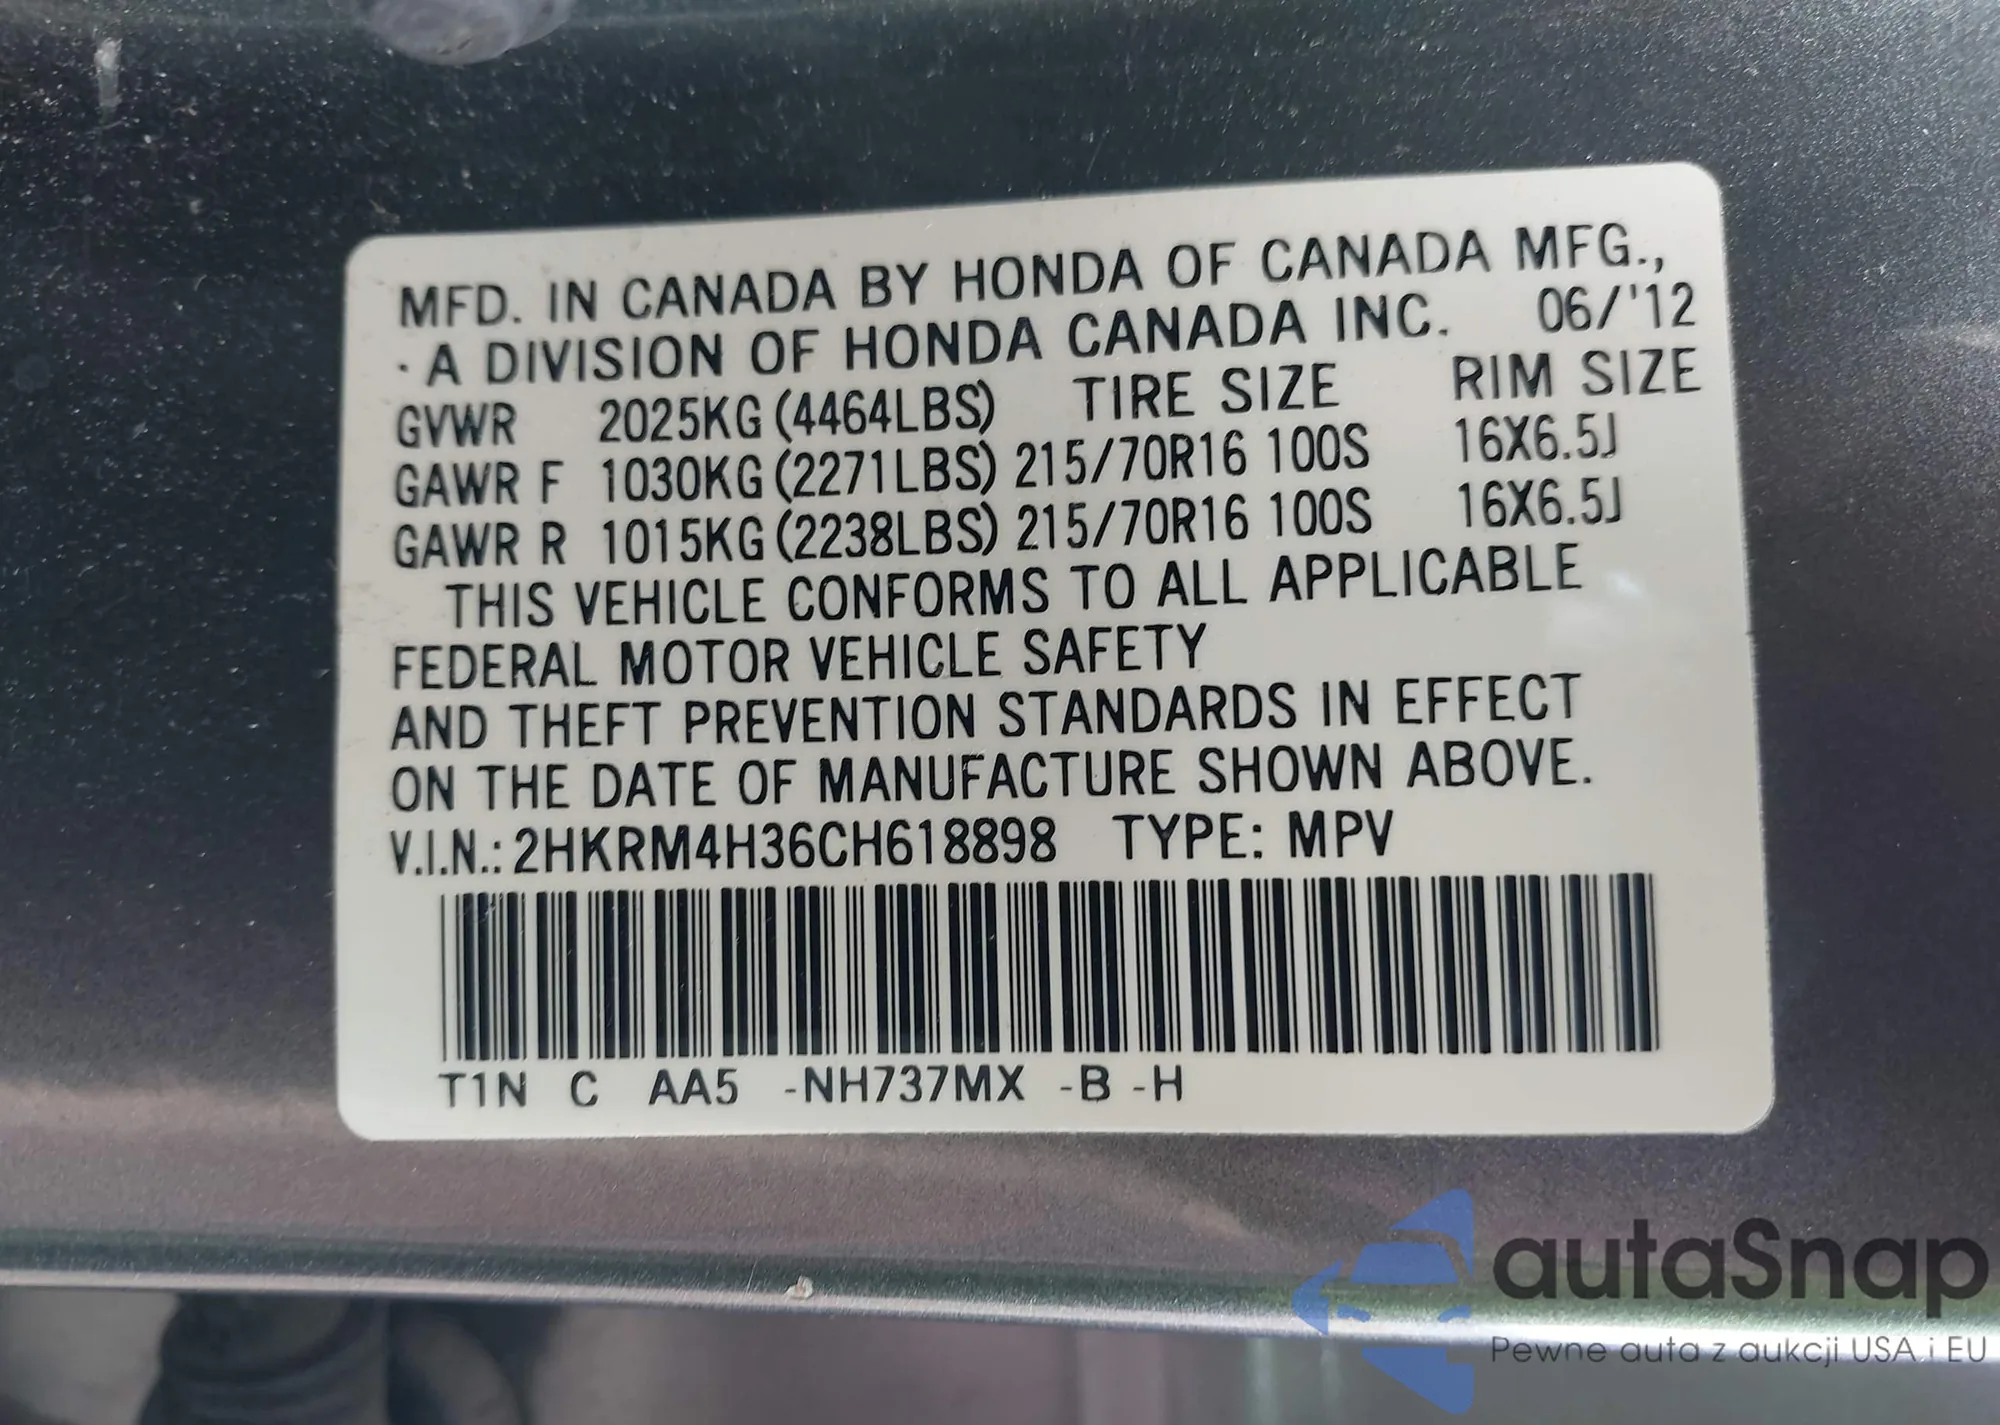 MFD. IN CANADA BY HONDA OF CANADA MFG.,
· A DIVISION OF HONDA CANADA INC. 06/'12
GVWR 2025KG (4464LBS) TIRE SIZE RIM SIZE
GAWR F 1030KG (2271LBS) 215/70R16 100S 16X6.5J
GAWR R 1015KG (2238LBS) 215/70R16 100S 16X6.5J
THIS VEHICLE CONFORMS TO ALL APPLICABLE
FEDERAL MOTOR VEHICLE SAFETY
AND THEFT PREVENTION STANDARDS IN EFFECT
ON THE DATE OF MANUFACTURE SHOWN ABOVE.
V.I.N.: 2HKRM4H36CH618898 TYPE: MPV
T1N C AA5 -NH737MX -B -H
autaSnap
Pewne auta z aukcji USA i EU